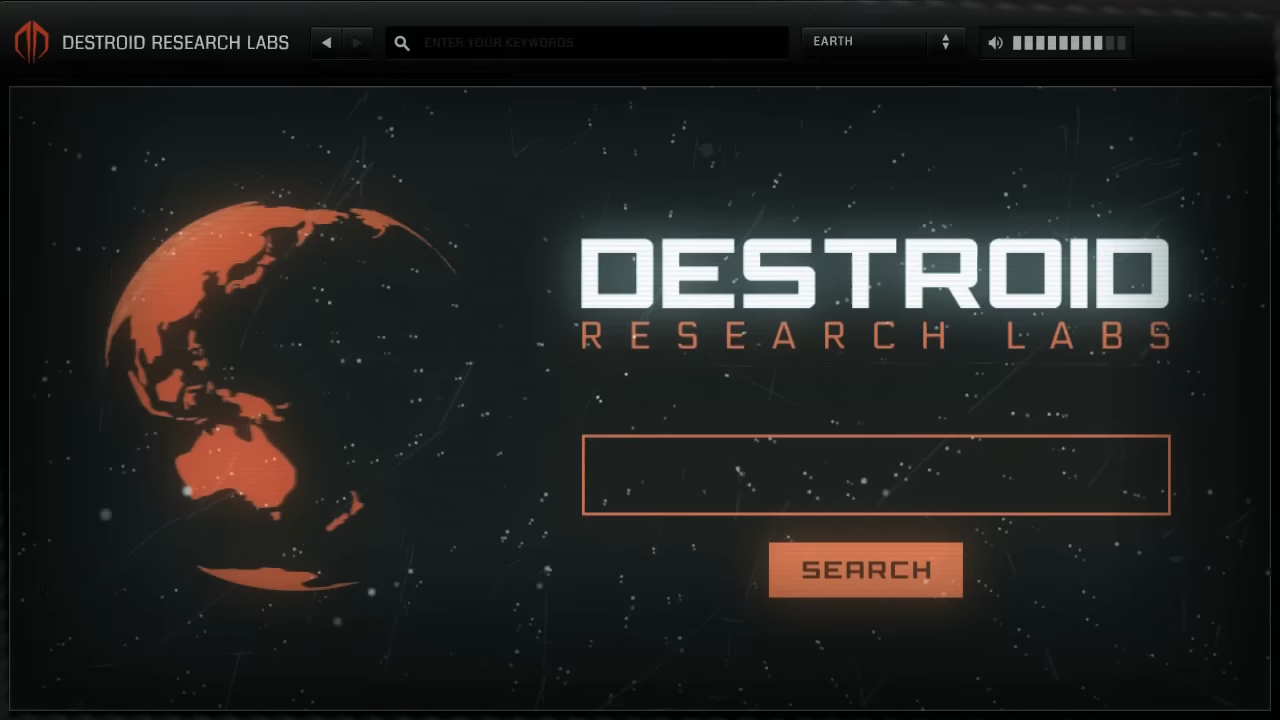 DESTROID RESEARCH LABS
ENTER YOUR KEYWORDS
EARTH
DESTROID
RESEARCH LABS
SEARCH